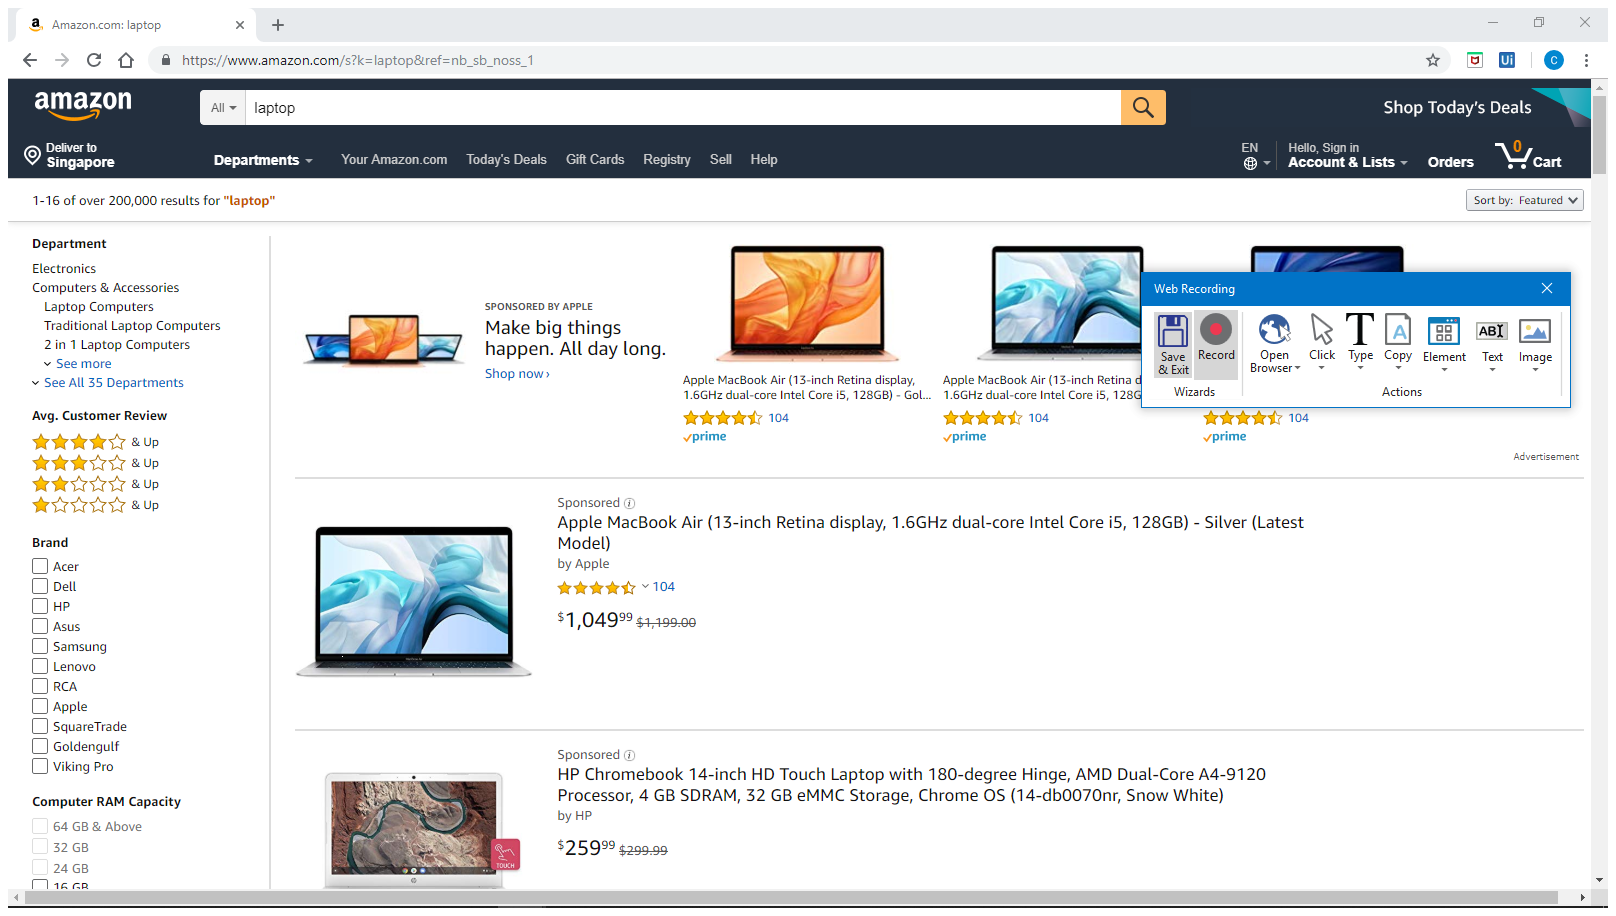 Amazon.com: laptop
https://www.amazon.com/s?k=laptop&ref=nb_sb_noss_1
Ui
C
amazon
All
laptop
Shop Today's Deals
Deliver to
Singapore
Departments
Your Amazon.com
Today's Deals
Gift Cards
Registry
Sell
Help
EN
Hello, Sign in
Account & Lists
Orders
0
Cart
1-16 of over 200,000 results for "laptop"
Sort by: Featured
Department
Electronics
Computers & Accessories
Laptop Computers
Traditional Laptop Computers
2 in 1 Laptop Computers
See more
See All 35 Departments
Avg. Customer Review
& Up
& Up
& Up
& Up
Brand
Acer
Dell
HP
Asus
Samsung
Lenovo
RCA
Apple
SquareTrade
Goldengulf
Viking Pro
Computer RAM Capacity
64 GB & Above
32 GB
24 GB
16 GB
SPONSORED BY APPLE
Make big things
happen. All day long.
Shop now ›
Apple MacBook Air (13-inch Retina display,
1.6GHz dual-core Intel Core i5, 128GB) - Gol...
104
prime
Apple MacBook Air (13-inch Retina d
1.6GHz dual-core Intel Core i5, 128G
104
prime
104
prime
Advertisement
Web Recording
Save
& Exit
Record
Wizards
Open
Browser
Click
Type
Copy
Element
Text
Image
Actions
Sponsored
Apple MacBook Air (13-inch Retina display, 1.6GHz dual-core Intel Core i5, 128GB) - Silver (Latest
Model)
by Apple
104
$1,04999 $1,199.00
Sponsored
HP Chromebook 14-inch HD Touch Laptop with 180-degree Hinge, AMD Dual-Core A4-9120
Processor, 4 GB SDRAM, 32 GB eMMC Storage, Chrome OS (14-db0070nr, Snow White)
by HP
$25999 $299.99
TOUCH